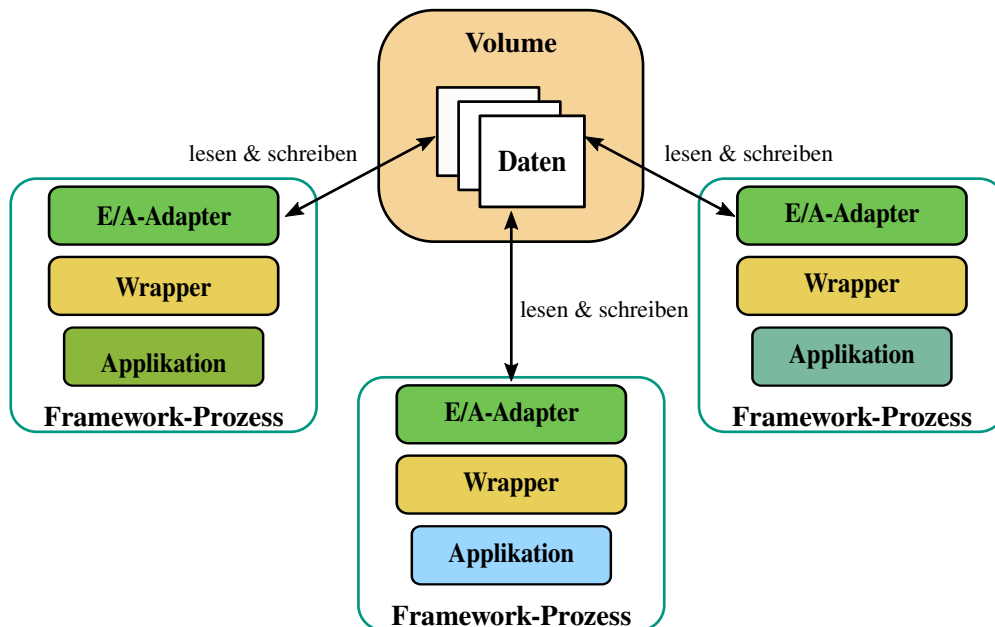 Volume
Daten
lesen & schreiben
lesen & schreiben
E/A-Adapter
Wrapper
Applikation
Framework-Prozess
E/A-Adapter
Wrapper
Applikation
Framework-Prozess
lesen & schreiben
E/A-Adapter
Wrapper
Applikation
Framework-Prozess